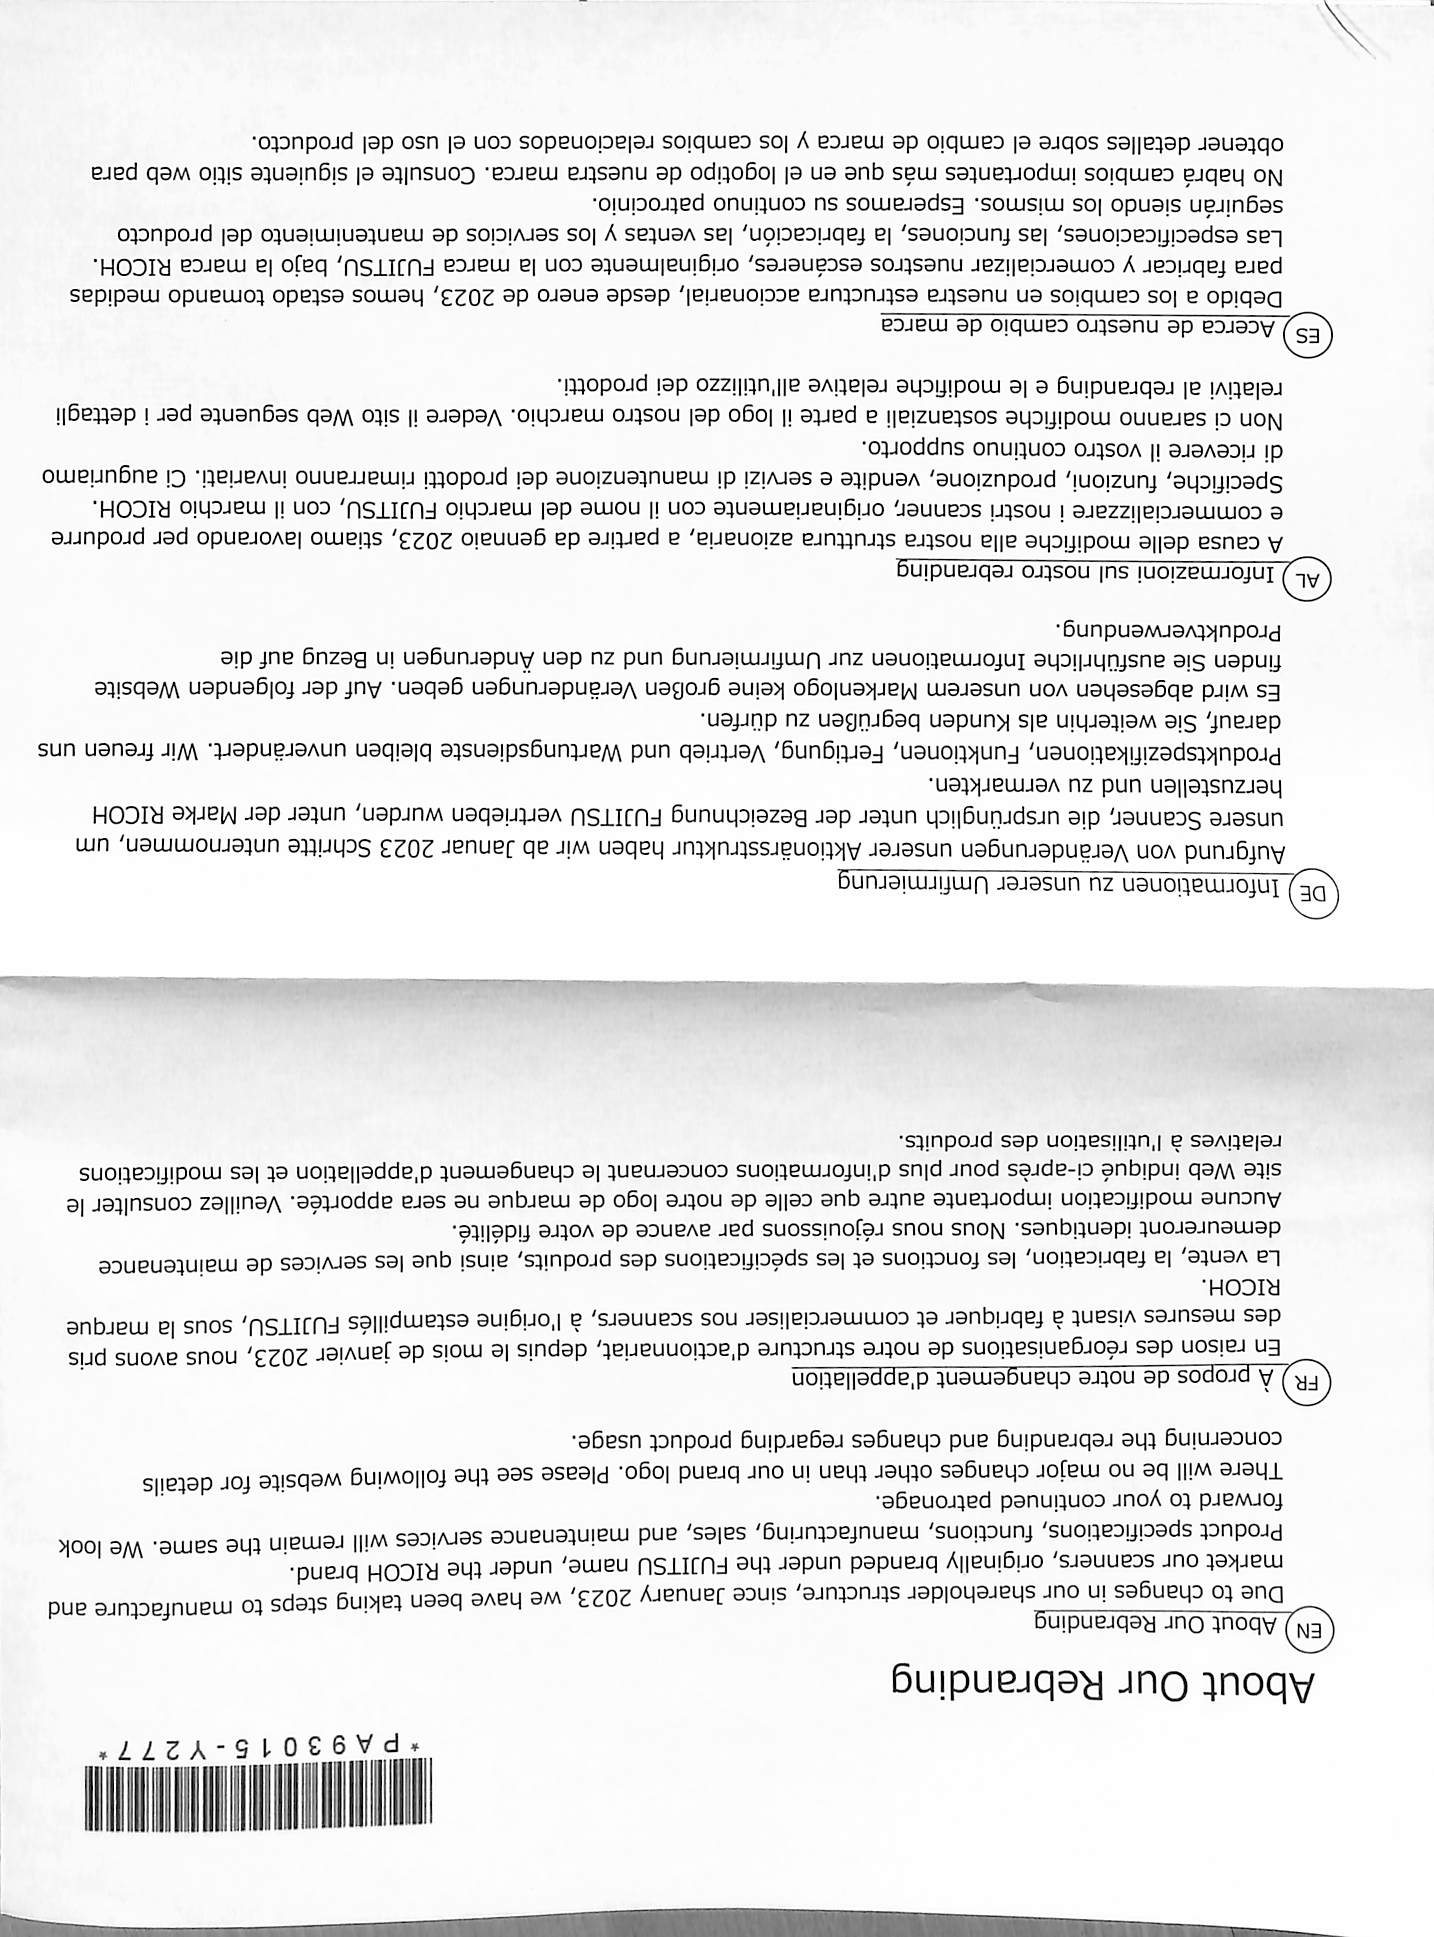 *PA93015-Y277*
About Our Rebranding
EN About Our Rebranding
Due to changes in our shareholder structure, since January 2023, we have been taking steps to manufacture and
market our scanners, originally branded under the FUJITSU name, under the RICOH brand.
Product specifications, functions, manufacturing, sales, and maintenance services will remain the same. We look
forward to your continued patronage.
There will be no major changes other than in our brand logo. Please see the following website for details
concerning the rebranding and changes regarding product usage.
FR À propos de notre changement d'appellation
En raison des réorganisations de notre structure d'actionnariat, depuis le mois de janvier 2023, nous avons pris
des mesures visant à fabriquer et commercialiser nos scanners, à l'origine estampillés FUJITSU, sous la marque
RICOH.
La vente, la fabrication, les fonctions et les spécifications des produits, ainsi que les services de maintenance
demeureront identiques. Nous nous réjouissons par avance de votre fidélité.
Aucune modification importante autre que celle de notre logo de marque ne sera apportée. Veuillez consulter le
site Web indiqué ci-après pour plus d'informations concernant le changement d'appellation et les modifications
relatives à l'utilisation des produits.
DE Informationen zu unserer Umfirmierung
Aufgrund von Veränderungen unserer Aktionärsstruktur haben wir ab Januar 2023 Schritte unternommen, um
unsere Scanner, die ursprünglich unter der Bezeichnung FUJITSU vertrieben wurden, unter der Marke RICOH
herzustellen und zu vermarkten.
Produktspezifikationen, Funktionen, Fertigung, Vertrieb und Wartungsdienste bleiben unverändert. Wir freuen uns
darauf, Sie weiterhin als Kunden begrüßen zu dürfen.
Es wird abgesehen von unserem Markenlogo keine großen Veränderungen geben. Auf der folgenden Website
finden Sie ausführliche Informationen zur Umfirmierung und zu den Änderungen in Bezug auf die
Produktverwendung.
AL Informazioni sul nostro rebranding
A causa delle modifiche alla nostra struttura azionaria, a partire da gennaio 2023, stiamo lavorando per produrre
e commercializzare i nostri scanner, originariamente con il nome del marchio FUJITSU, con il marchio RICOH.
Specifiche, funzioni, produzione, vendite e servizi di manutenzione dei prodotti rimarranno invariati. Ci auguriamo
di ricevere il vostro continuo supporto.
Non ci saranno modifiche sostanziali a parte il logo del nostro marchio. Vedere il sito Web seguente per i dettagli
relativi al rebranding e le modifiche relative all'utilizzo dei prodotti.
ES Acerca de nuestro cambio de marca
Debido a los cambios en nuestra estructura accionarial, desde enero de 2023, hemos estado tomando medidas
para fabricar y comercializar nuestros escáneres, originalmente con la marca FUJITSU, bajo la marca RICOH.
Las especificaciones, las funciones, la fabricación, las ventas y los servicios de mantenimiento del producto
seguirán siendo los mismos. Esperamos su continuo patrocinio.
No habrá cambios importantes más que en el logotipo de nuestra marca. Consulte el siguiente sitio web para
obtener detalles sobre el cambio de marca y los cambios relacionados con el uso del producto.